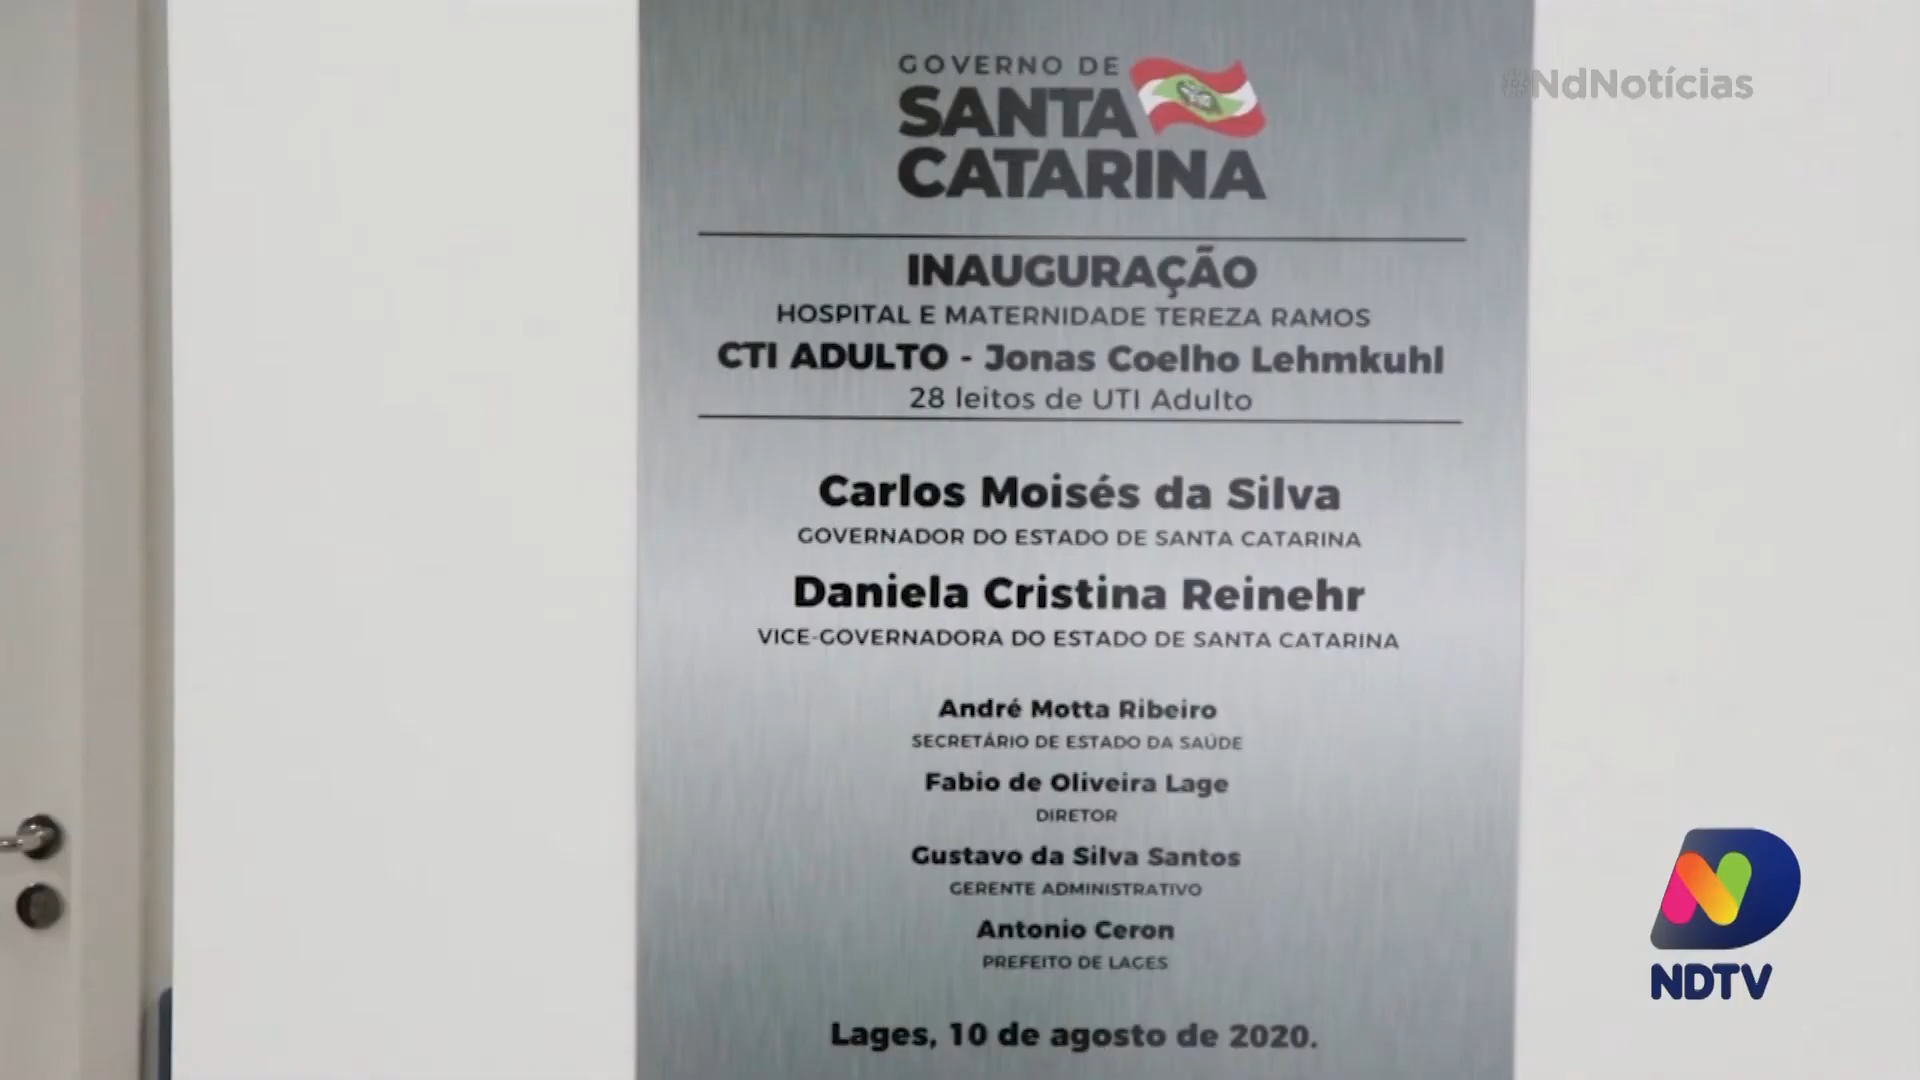 GOVERNO DE
SANTA
CATARINA
#NdNotícias
INAUGURAÇÃO
HOSPITAL E MATERNIDADE TEREZA RAMOS
CTI ADULTO - Jonas Coelho Lehmkuhl
28 leitos de UTI Adulto
Carlos Moisés da Silva
GOVERNADOR DO ESTADO DE SANTA CATARINA
Daniela Cristina Reinehr
VICE-GOVERNADORA DO ESTADO DE SANTA CATARINA
André Motta Ribeiro
SECRETÁRIO DE ESTADO DA SAÚDE
Fabio de Oliveira Lage
DIRETOR
Gustavo da Silva Santos
GERENTE ADMINISTRATIVO
Antonio Ceron
PREFEITO DE LAGES
Lages, 10 de agosto de 2020.
NDTV